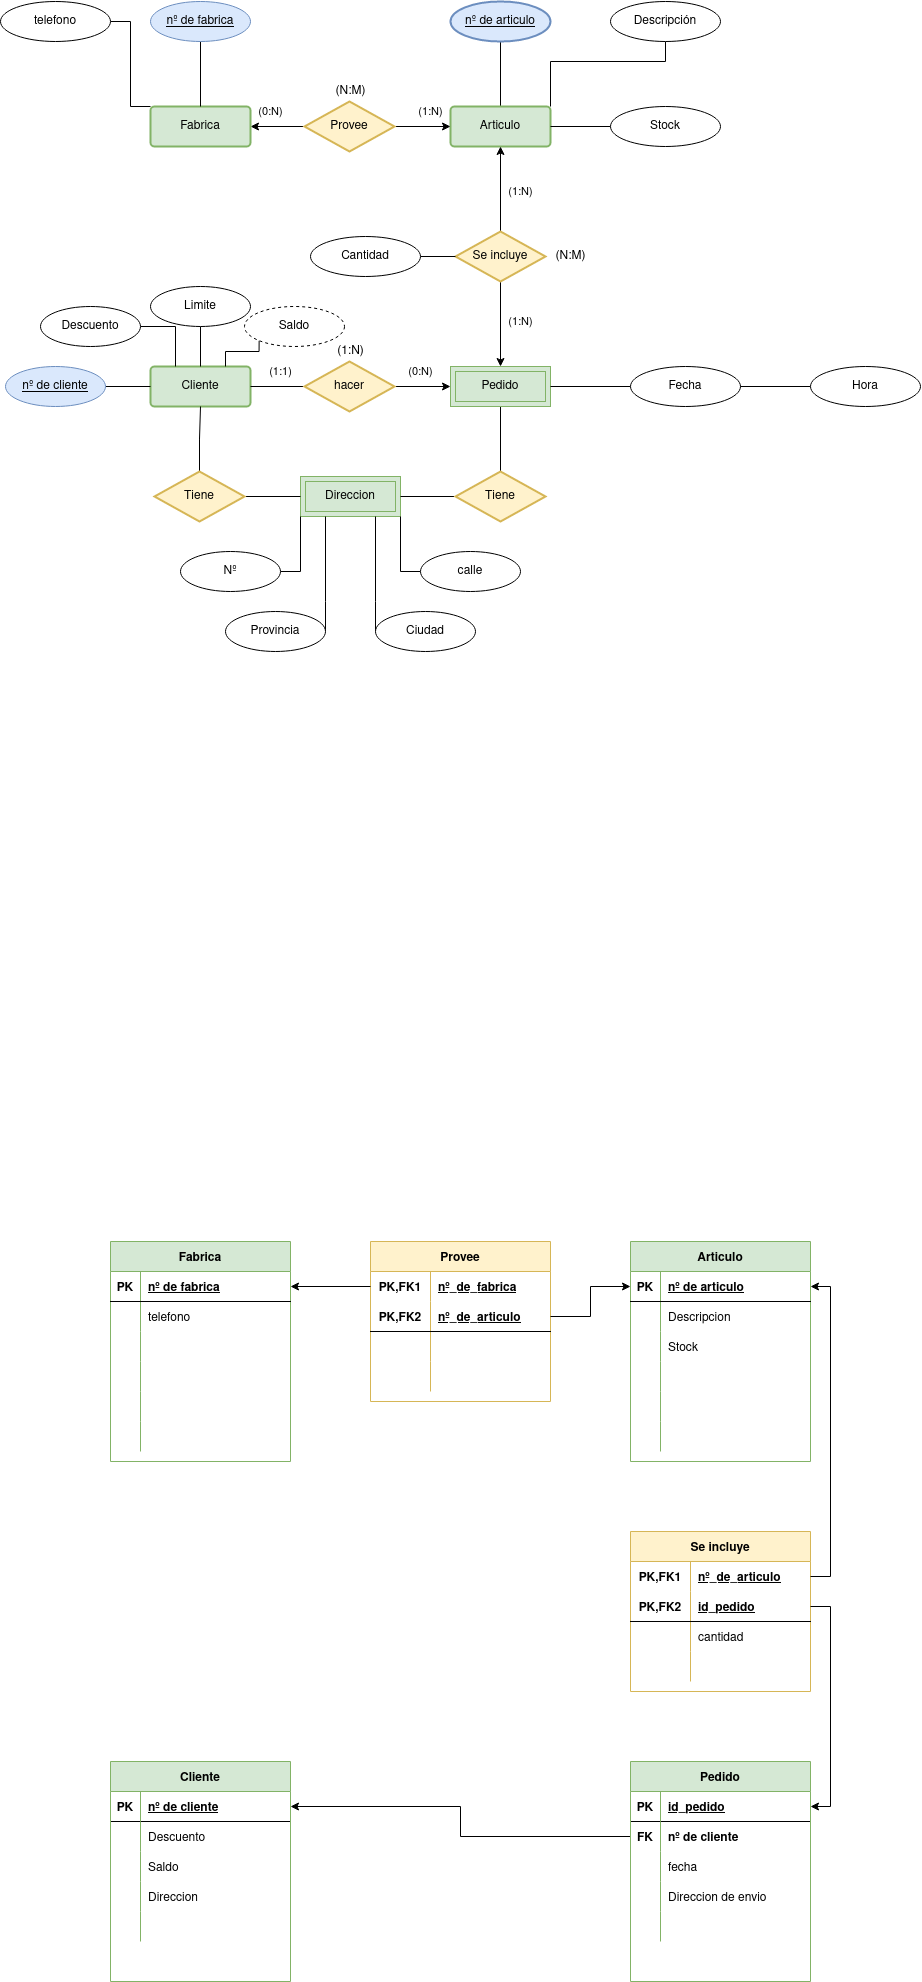 telefono
nº de fabrica
nº de articulo
Descripción
(N:M)
(0:N)
(1:N)
Fabrica
Provee
Articulo
Stock
(1:N)
Cantidad
Se incluye
(N:M)
Limite
Descuento
Saldo
(1:N)
(1:N)
nº de cliente
Cliente
(1:1)
hacer
(0:N)
Pedido
Fecha
Hora
Tiene
Direccion
Tiene
Nº
calle
Provincia
Ciudad
Fabrica
PK nº de fabrica
telefono
Provee
PK,FK1 nº_de_fabrica
PK,FK2 nº_de_articulo
Articulo
PK nº de articulo
Descripcion
Stock
Se incluye
PK,FK1 nº_de_articulo
PK,FK2 id_pedido
cantidad
Cliente
PK nº de cliente
Descuento
Saldo
Direccion
Pedido
PK id_pedido
FK nº de cliente
fecha
Direccion de envio